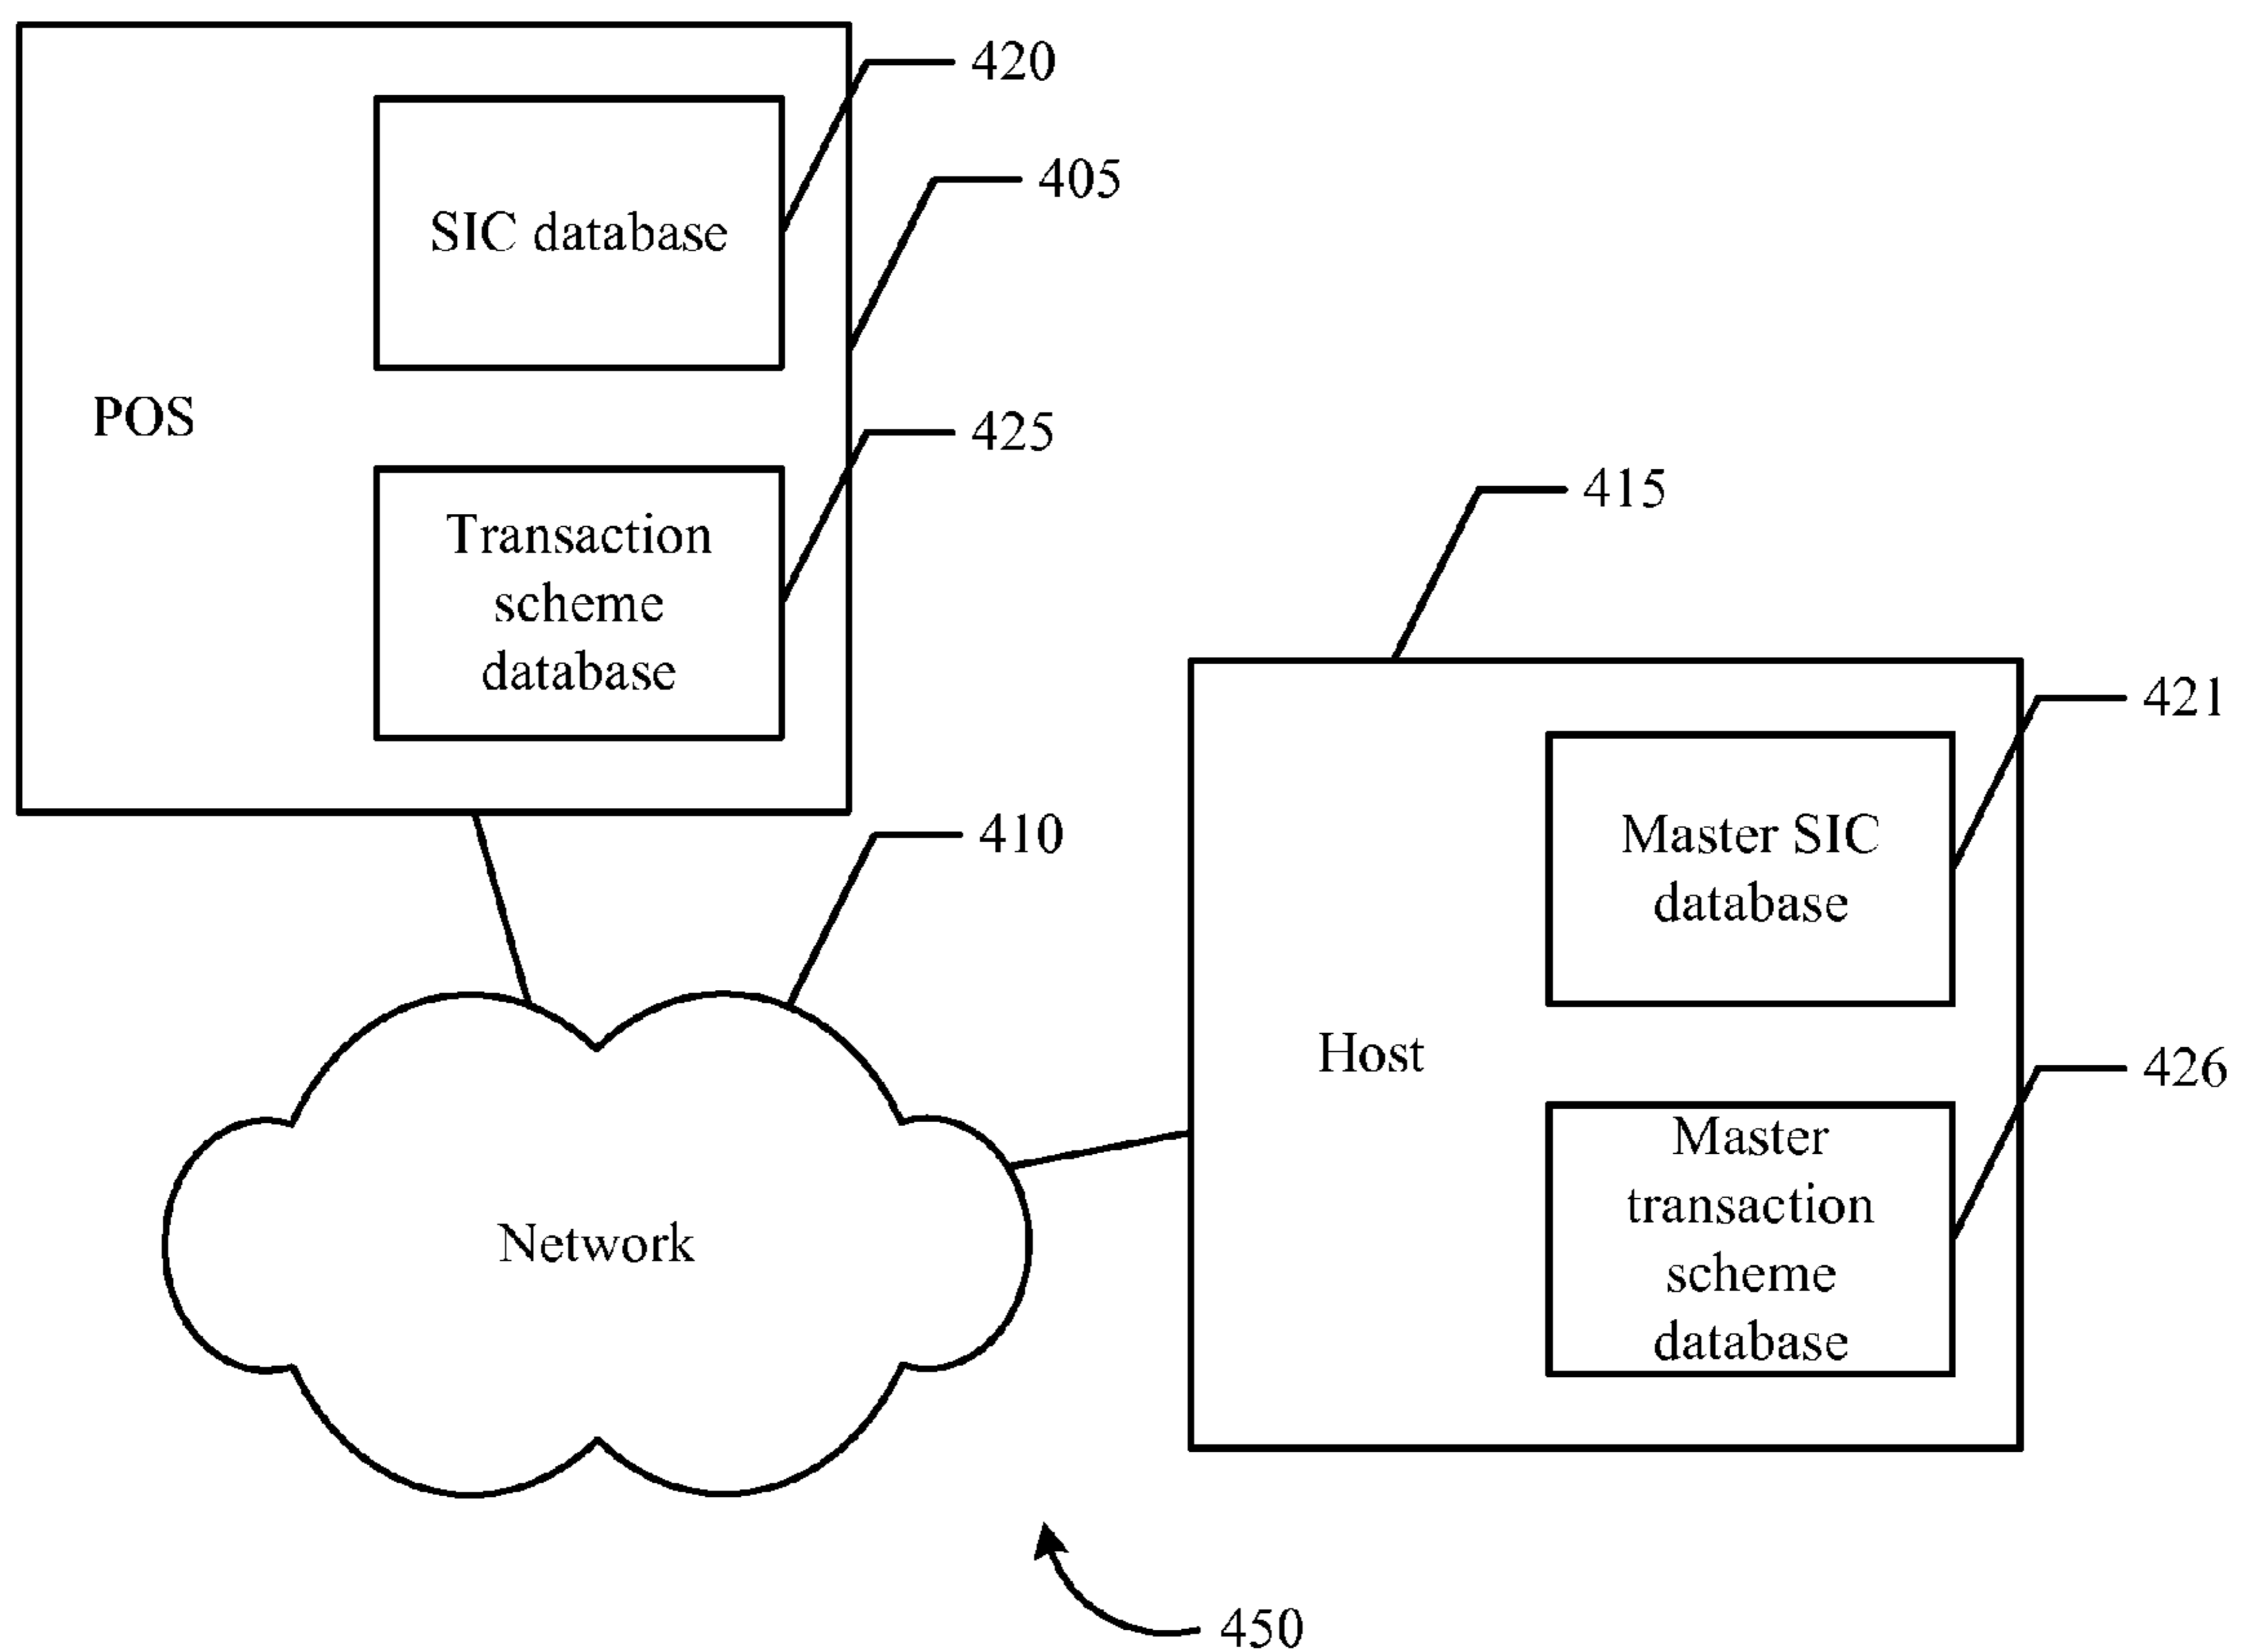 420
405
SIC database
POS
425
Transaction
scheme
database
415
421
410
Master SIC
database
Host
426
Master
transaction
scheme
database
Network
450